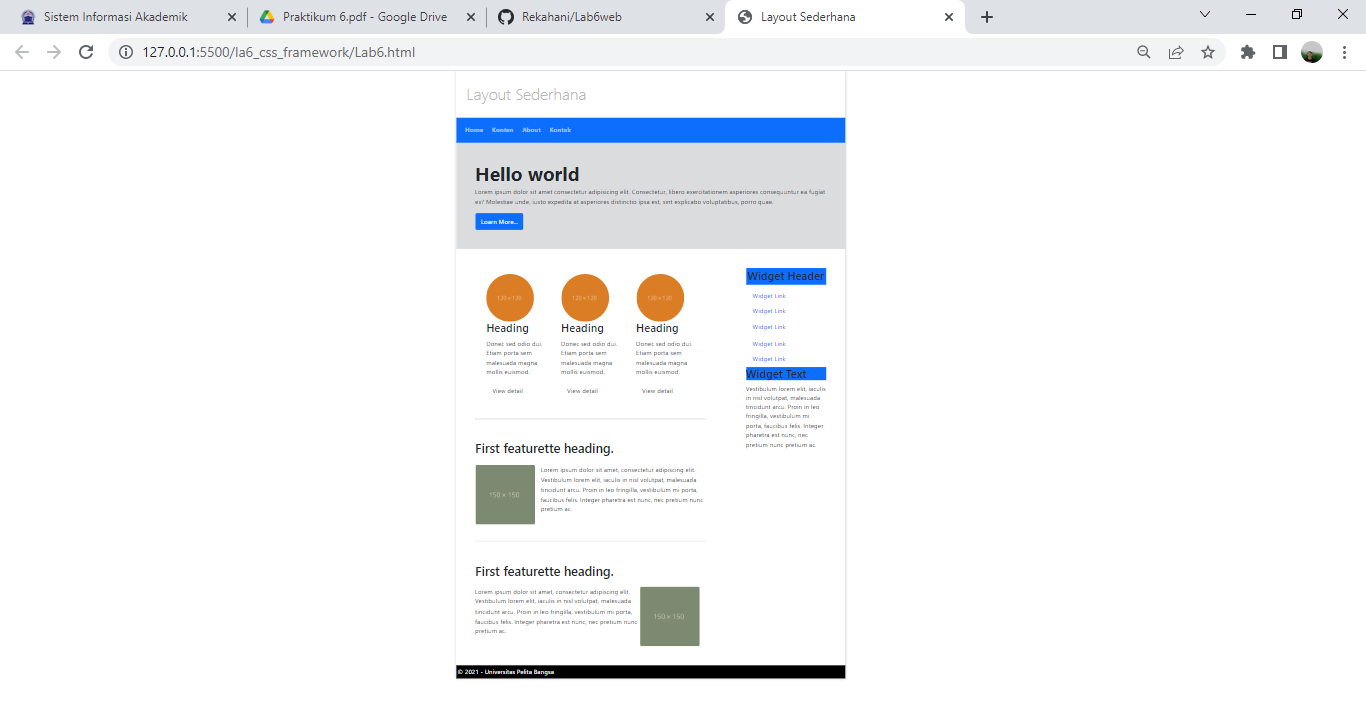 Sistem Informasi Akademik
Praktikum 6.pdf - Google Drive
Rekahani/Lab6web
Layout Sederhana
127.0.0.1:5500/la6_css_framework/Lab6.html
Layout Sederhana
Home Konten About Kontak
Hello world
Lorem ipsum dolor sit amet consectetur adipiscing elit. Consectetur, libero exercitationem asperiores consequuntur ea fugiat
ex? Molestiae unde, iusto expedita at asperiores distinctio ipsa est, sint explicabo voluptatibus, porro quae.
Learn More...
120 × 120
Heading
Donec sed odio dui.
Etiam porta sem
malesuada magna
mollis euismod.
View detail
120 × 120
Heading
Donec sed odio dui.
Etiam porta sem
malesuada magna
mollis euismod.
View detail
120 × 120
Heading
Donec sed odio dui.
Etiam porta sem
malesuada magna
mollis euismod.
View detail
First featurette heading.
150 × 150
Lorem ipsum dolor sit amet, consectetur adipiscing elit.
Vestibulum lorem elit, iaculis in nisl volutpat, malesuada
tincidunt arcu. Proin in leo fringilla, vestibulum mi porta,
faucibus felis. Integer pharetra est nunc, nec pretium nunc
pretium ac.
First featurette heading.
Lorem ipsum dolor sit amet, consectetur adipiscing elit.
Vestibulum lorem elit, iaculis in nisl volutpat, malesuada
tincidunt arcu. Proin in leo fringilla, vestibulum mi porta,
faucibus felis. Integer pharetra est nunc, nec pretium nunc
pretium ac.
150 × 150
Widget Header
Widget Link
Widget Link
Widget Link
Widget Link
Widget Link
Widget Text
Vestibulum lorem elit, iaculis
in nisl volutpat, malesuada
tincidunt arcu. Proin in leo
fringilla, vestibulum mi
porta, faucibus felis. Integer
pharetra est nunc, nec
pretium nunc pretium ac.
© 2021 - Universitas Pelita Bangsa